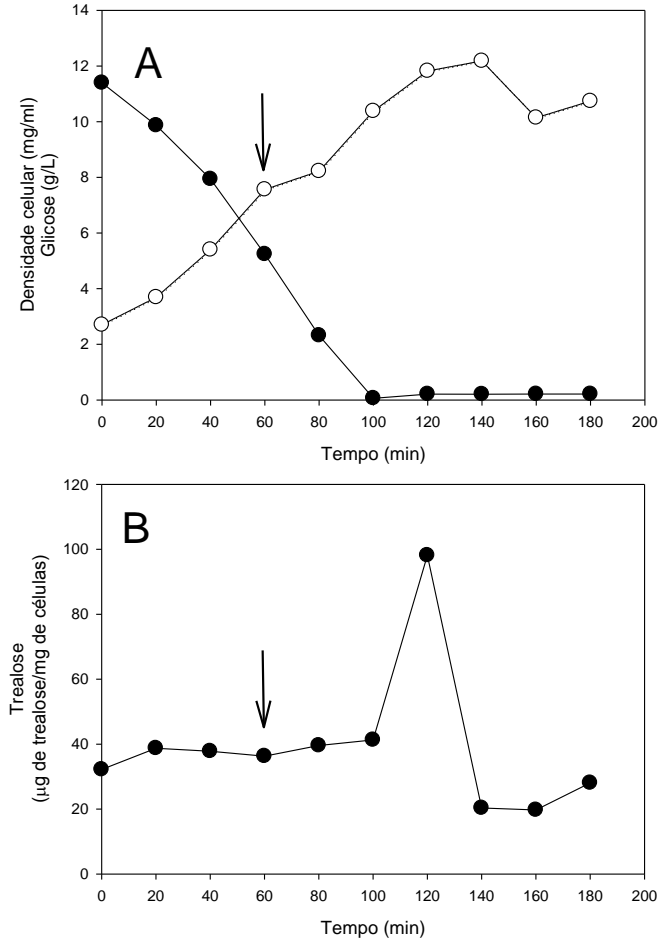 A
Densidade celular (mg/ml)
Glicose (g/L)
14
12
10
8
6
4
2
0
0 20 40 60 80 100 120 140 160 180 200
Tempo (min)
B
Trealose
(μg de trealose/mg de células)
120
100
80
60
40
20
0
0 20 40 60 80 100 120 140 160 180 200
Tempo (min)